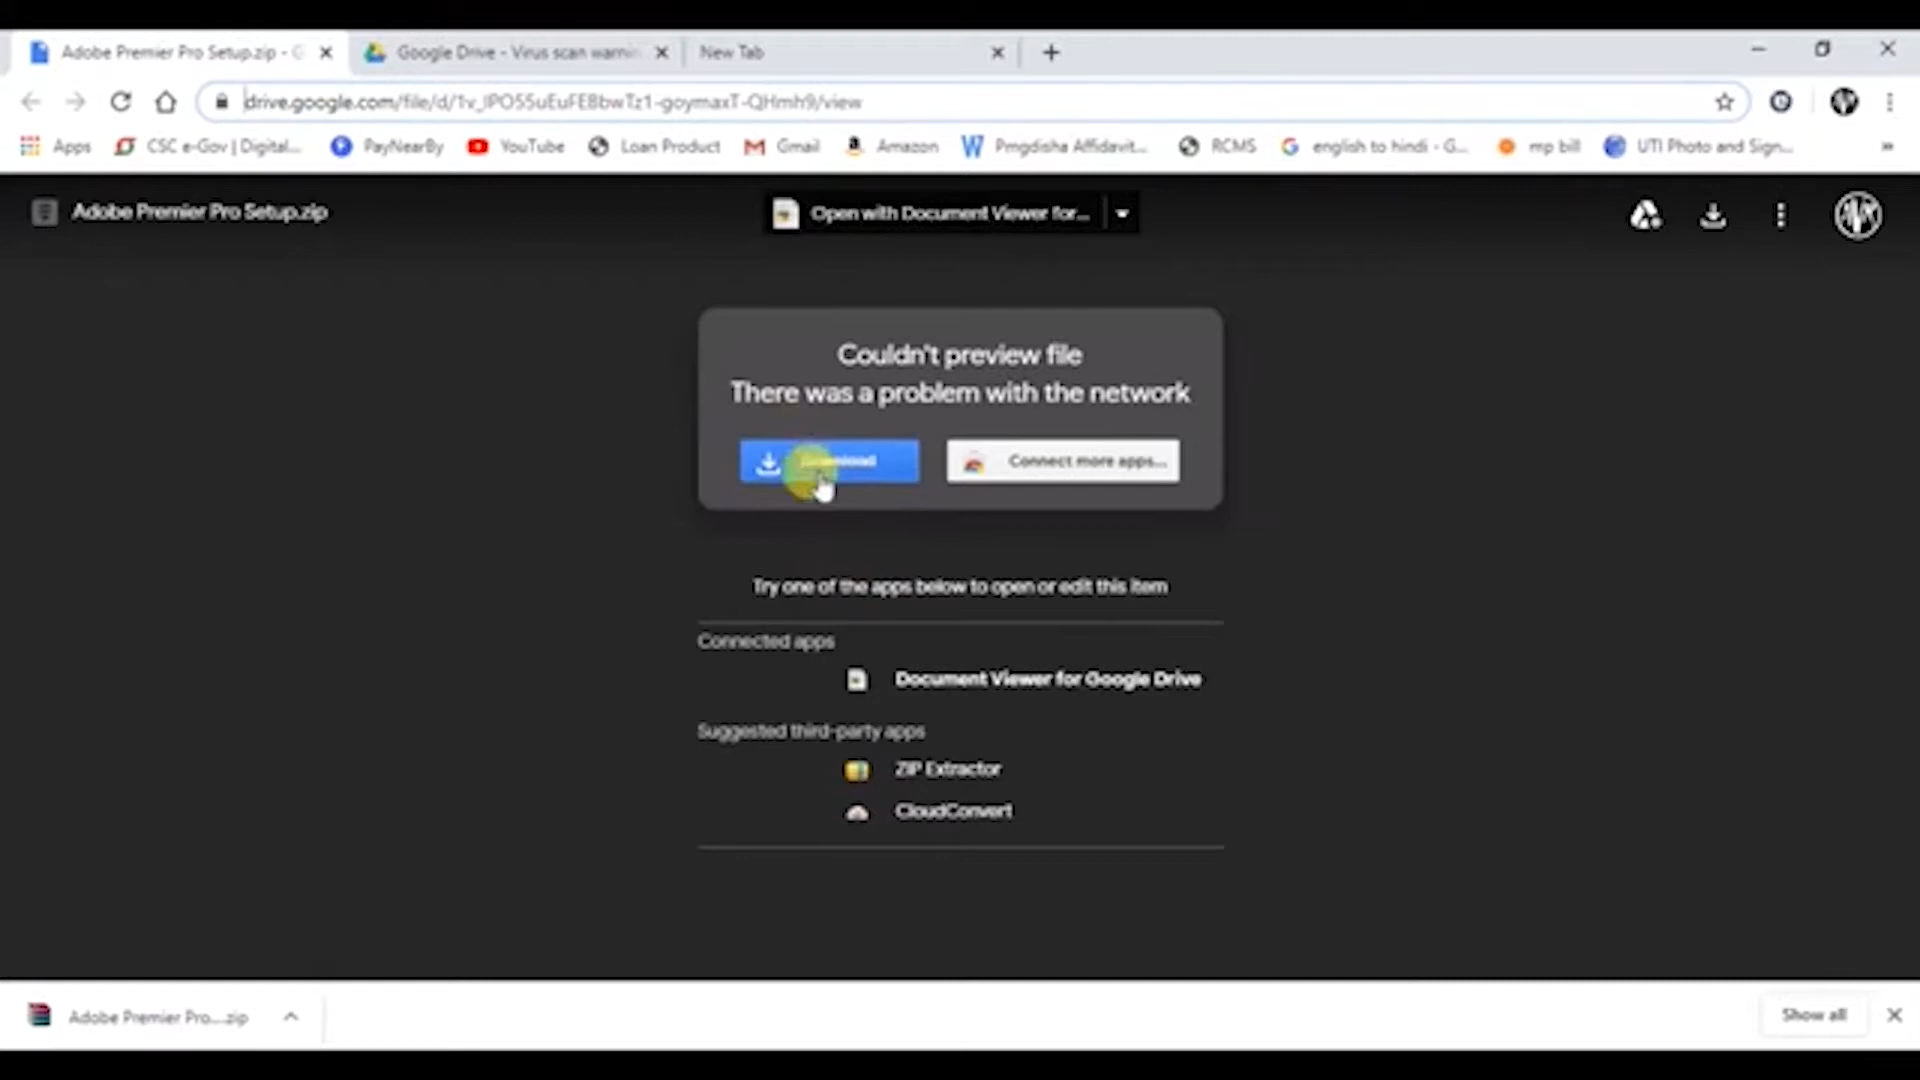 Adobe Premier Pro Setup.zip - G
Google Drive - Virus scan warnin
New Tab
drive.google.com/file/d/1v_IPO55uEuFEBbwTz1-goymaxT-QHmh9/view
Apps
CSC e-Gov | Digital...
PayNearBy
YouTube
Loan Product
Gmail
Amazon
Pmgdisha Affidavit...
RCMS
english to hindi - G...
mp bill
UTI Photo and Sign...
»
Adobe Premier Pro Setup.zip
Open with Document Viewer for...
Couldn't preview file
There was a problem with the network
Download
Connect more apps...
Try one of the apps below to open or edit this item
Connected apps
Document Viewer for Google Drive
Suggested third-party apps
ZIP Extractor
CloudConvert
Adobe Premier Pro....zip
Show all